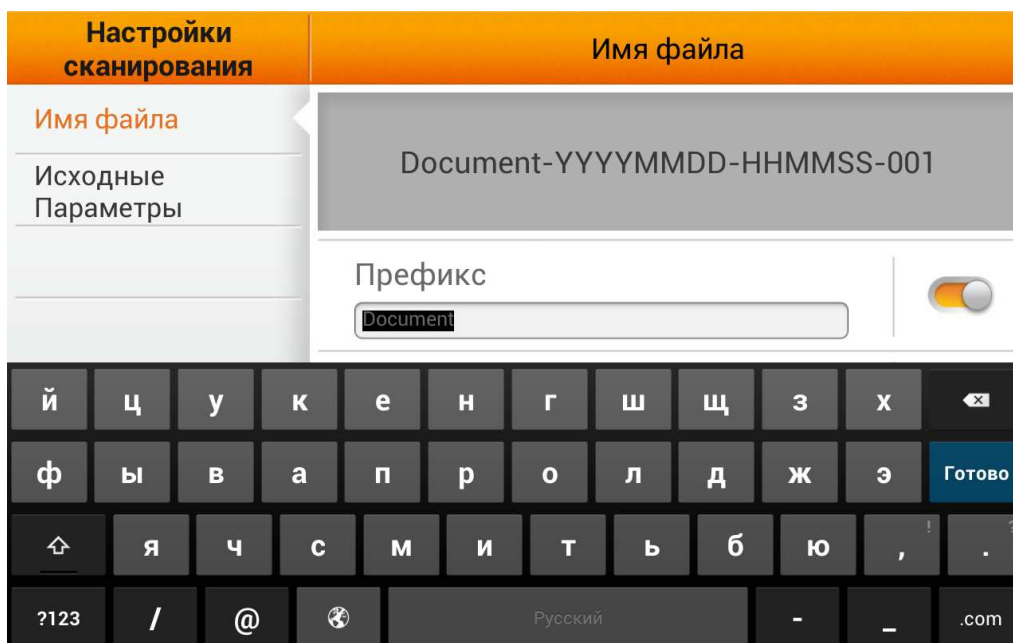 Настройки
сканирования
Имя файла
Имя файла
Исходные
Параметры
Document-YYYYMMDD-HHMMSS-001
Префикс
Document
й ц у к е н г ш щ з х
ф ы в а п р о л д ж э Готово
я ч с м и т ь б ю , ! . ?
?123 / @ Русский - _ .com